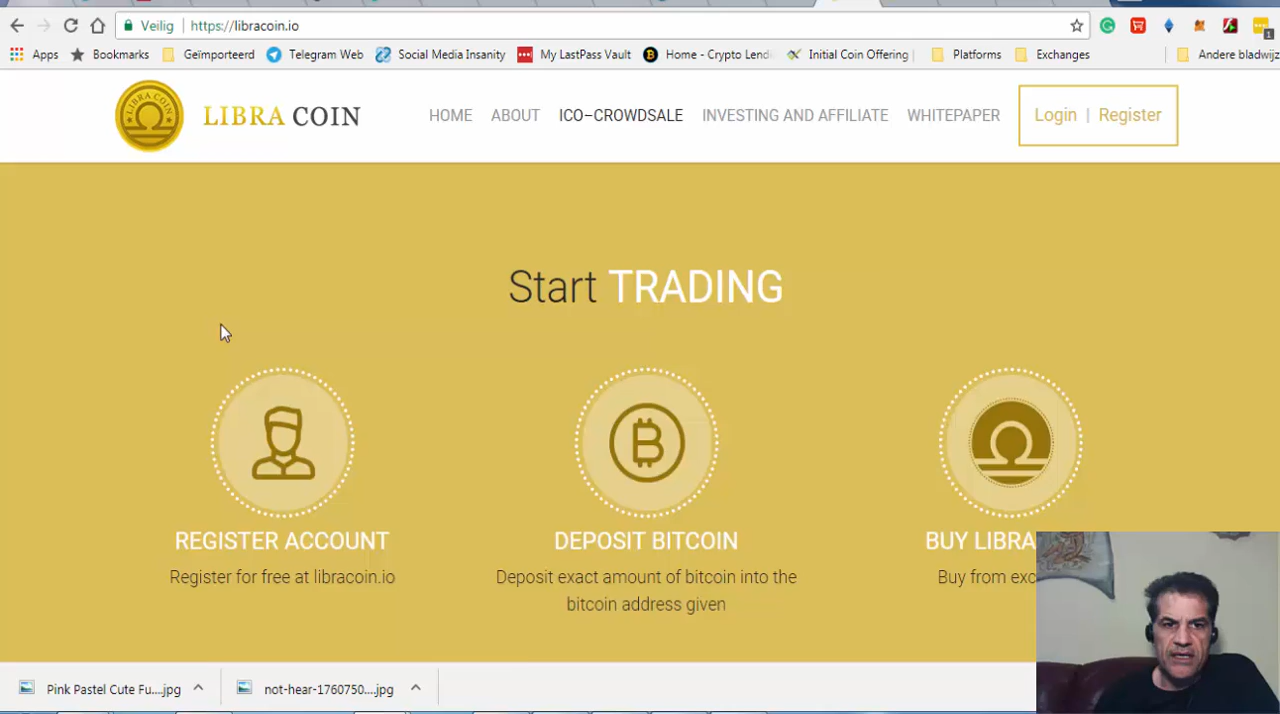 Veilig | https://libracoin.io
Apps Bookmarks Geïmporteerd Telegram Web Social Media Insanity My LastPass Vault Home - Crypto Lendi Initial Coin Offering | Platforms Exchanges Andere bladwijz
1
LIBRA COIN
LIBRA COIN HOME ABOUT ICO-CROWDSALE INVESTING AND AFFILIATE WHITEPAPER Login | Register
Start TRADING
REGISTER ACCOUNT
Register for free at libracoin.io
DEPOSIT BITCOIN
Deposit exact amount of bitcoin into the
bitcoin address given
BUY LIBRA
Buy from exc
Pink Pastel Cute Fu....jpg not-hear-1760750....jpg